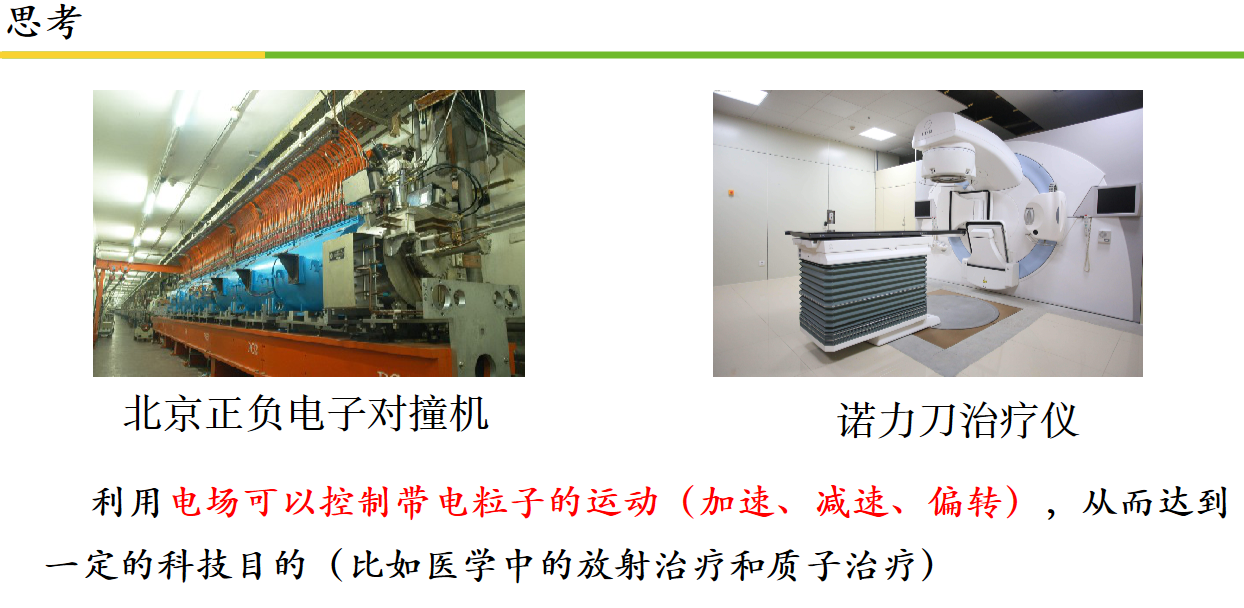 思考
北京正负电子对撞机
诺力刀治疗仪
利用电场可以控制带电粒子的运动（加速、减速、偏转），从而达到
一定的科技目的（比如医学中的放射治疗和质子治疗）